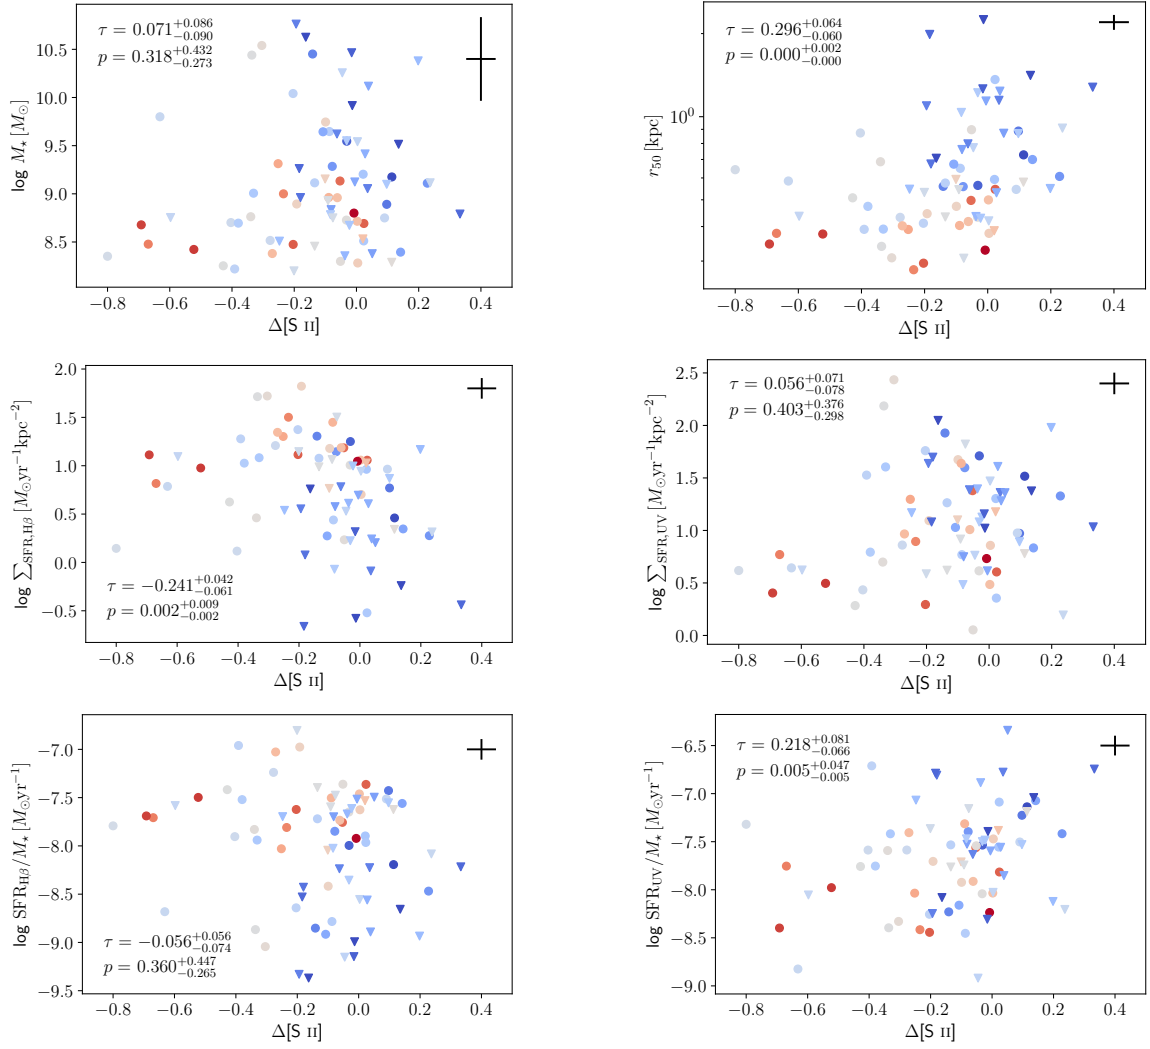 τ = 0.071^{+0.086}_{−0.090}
p = 0.318^{+0.432}_{−0.273}
log M⋆ [M⊙]
10.5
10.0
9.5
9.0
8.5
−0.8 −0.6 −0.4 −0.2 0.0 0.2 0.4
Δ[S II]
τ = 0.296^{+0.064}_{−0.060}
p = 0.000^{+0.002}_{−0.000}
r₅₀ [kpc]
10⁰
−0.8 −0.6 −0.4 −0.2 0.0 0.2 0.4
Δ[S II]
τ = −0.241^{+0.042}_{−0.061}
p = 0.002^{+0.009}_{−0.002}
log ∑_{SFR,Hβ} [M⊙yr⁻¹kpc⁻²]
2.0
1.5
1.0
0.5
0.0
−0.5
−0.8 −0.6 −0.4 −0.2 0.0 0.2 0.4
Δ[S II]
τ = 0.056^{+0.071}_{−0.078}
p = 0.403^{+0.376}_{−0.298}
log ∑_{SFR,UV} [M⊙yr⁻¹kpc⁻²]
2.5
2.0
1.5
1.0
0.5
0.0
−0.8 −0.6 −0.4 −0.2 0.0 0.2 0.4
Δ[S II]
τ = −0.056^{+0.056}_{−0.074}
p = 0.360^{+0.447}_{−0.265}
log SFR_{Hβ}/M⋆ [M⊙yr⁻¹]
−7.0
−7.5
−8.0
−8.5
−9.0
−9.5
−0.8 −0.6 −0.4 −0.2 0.0 0.2 0.4
Δ[S II]
τ = 0.218^{+0.081}_{−0.066}
p = 0.005^{+0.047}_{−0.005}
log SFR_{UV}/M⋆ [M⊙yr⁻¹]
−6.5
−7.0
−7.5
−8.0
−8.5
−9.0
−0.8 −0.6 −0.4 −0.2 0.0 0.2 0.4
Δ[S II]